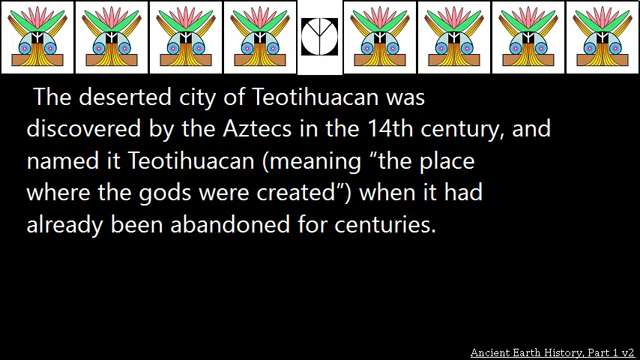 The deserted city of Teotihuacan was
discovered by the Aztecs in the 14th century, and
named it Teotihuacan (meaning “the place
where the gods were created”) when it had
already been abandoned for centuries.
Ancient Earth History, Part 1 v2